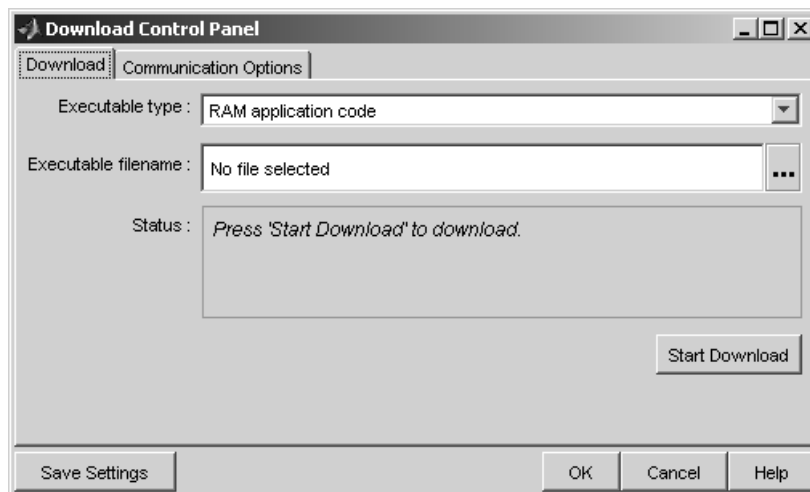 Download Control Panel
Download Communication Options
Executable type : RAM application code
Executable filename : No file selected ...
Status : Press 'Start Download' to download.
Start Download
Save Settings OK Cancel Help